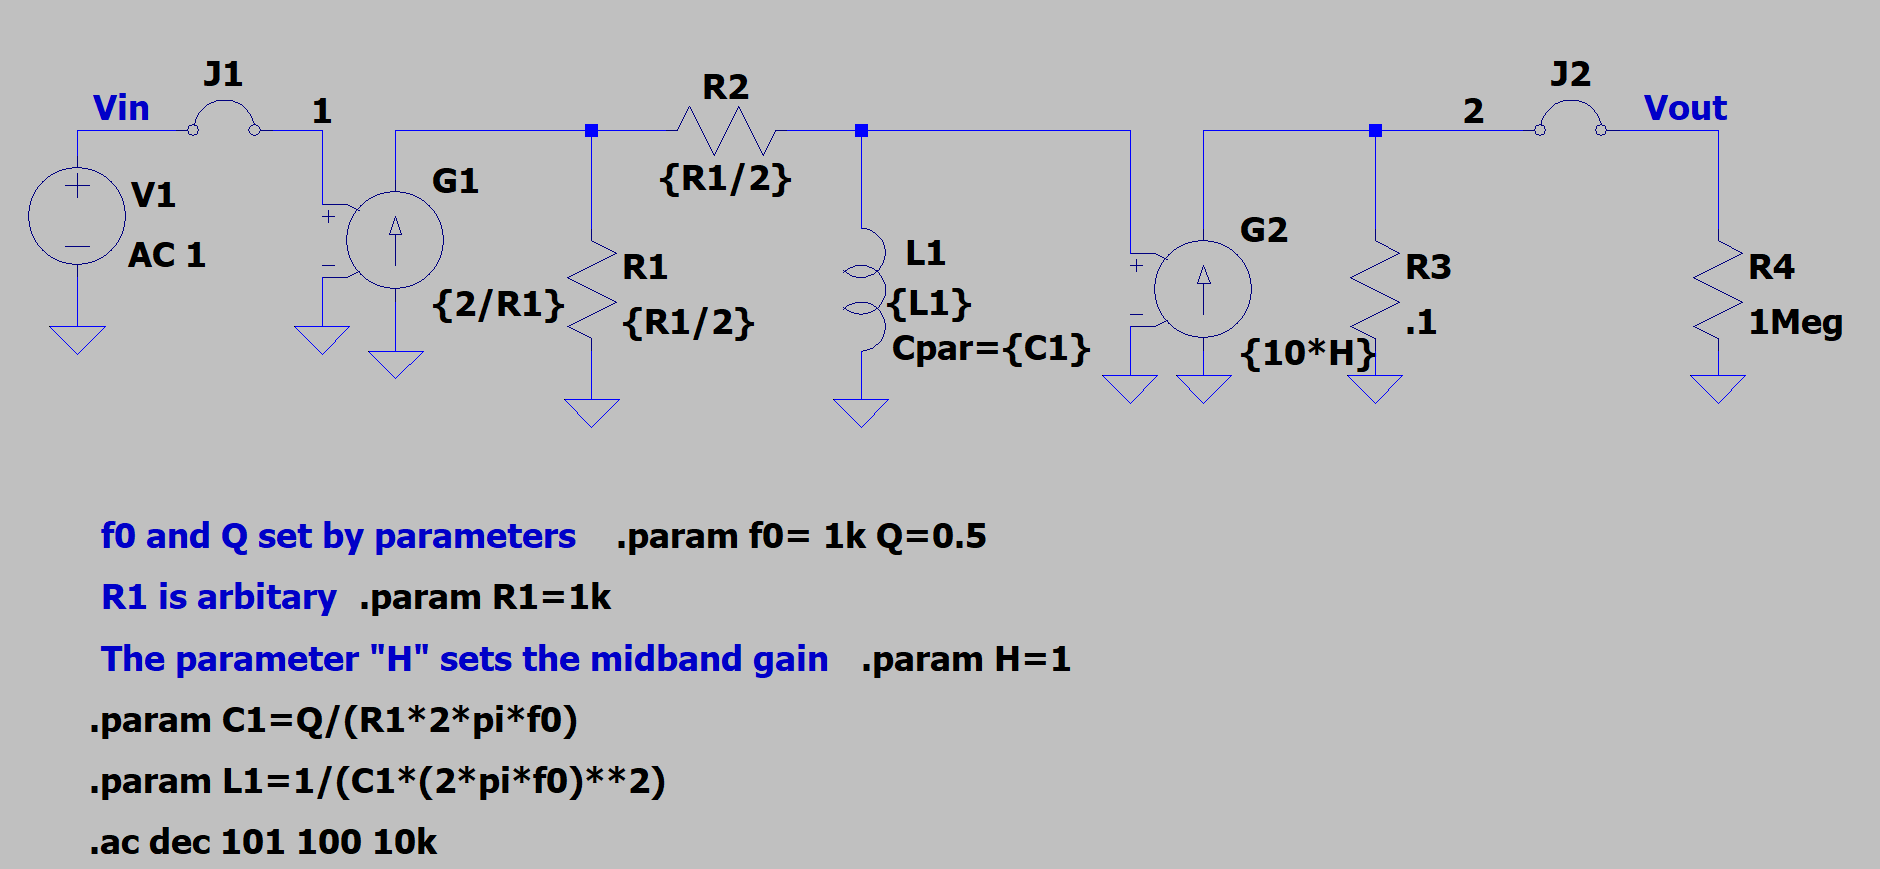 J1
R2
J2
Vin
1
2
Vout
G1
V1
{R1/2}
+
-
AC 1
+
-
R1
{2/R1}
{R1/2}
L1
{L1}
Cpar={C1}
G2
+
-
{10*H}
R3
.1
R4
1Meg
f0 and Q set by parameters .param f0= 1k Q=0.5
R1 is arbitary .param R1=1k
The parameter "H" sets the midband gain .param H=1
.param C1=Q/(R1*2*pi*f0)
.param L1=1/(C1*(2*pi*f0)**2)
.ac dec 101 100 10k